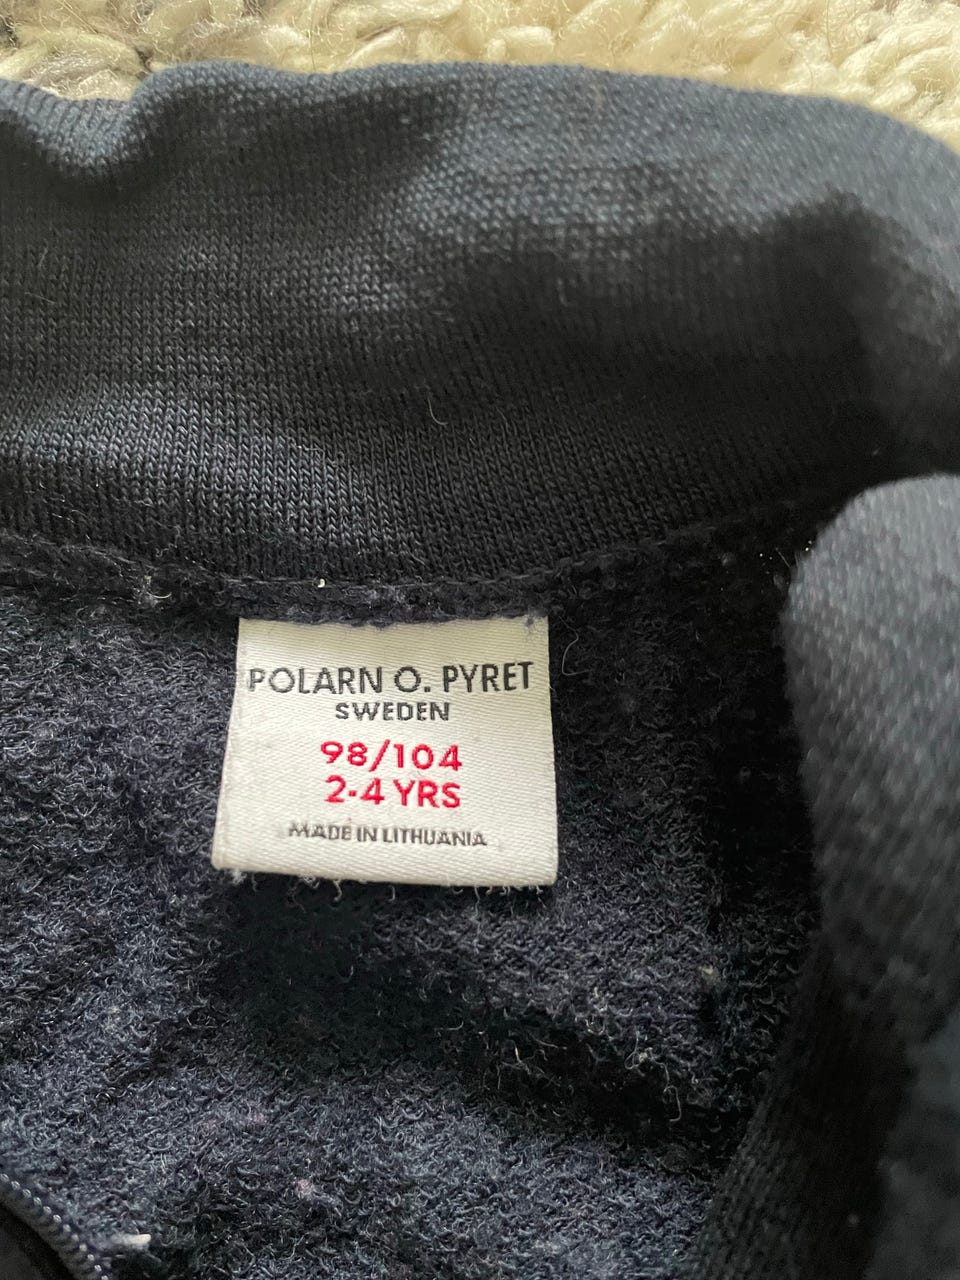 POLARN O. PYRET
SWEDEN
98/104
2-4 YRS
MADE IN LITHUANIA